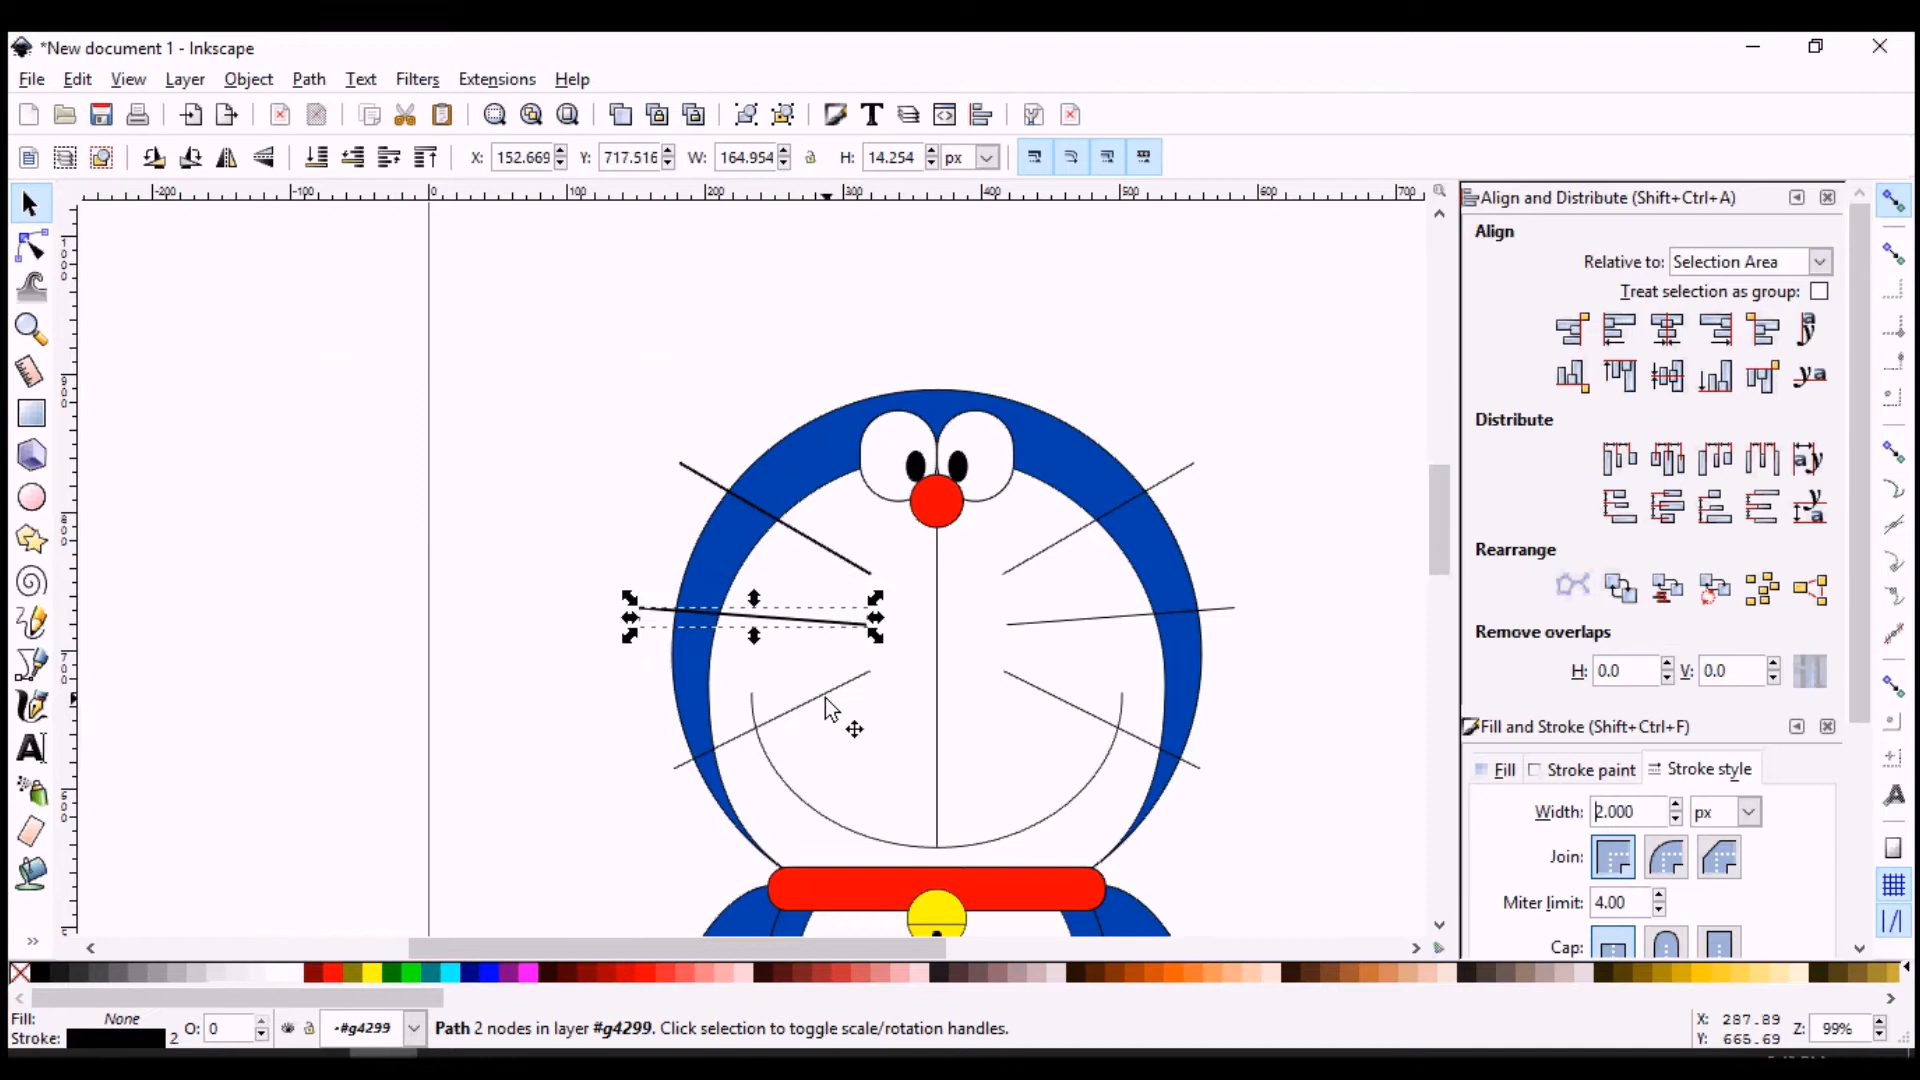 *New document 1 - Inkscape
File Edit View Layer Object Path Text Filters Extensions Help
X: 152.669 Y: 717.516 W: 164.954 H: 14.254 px
-200 -100 0 100 200 300 400 500 600 700
Align and Distribute (Shift+Ctrl+A)
Align
Relative to: Selection Area
Treat selection as group:
Distribute
Rearrange
Remove overlaps
H: 0.0 V: 0.0
Fill and Stroke (Shift+Ctrl+F)
Fill Stroke paint Stroke style
Width: 2.000 px
Join:
Miter limit: 4.00
Cap:
Fill: None
Stroke: 2
O: 0
#g4299
Path 2 nodes in layer #g4299. Click selection to toggle scale/rotation handles.
X: 287.89
Y: 665.69
Z: 99%